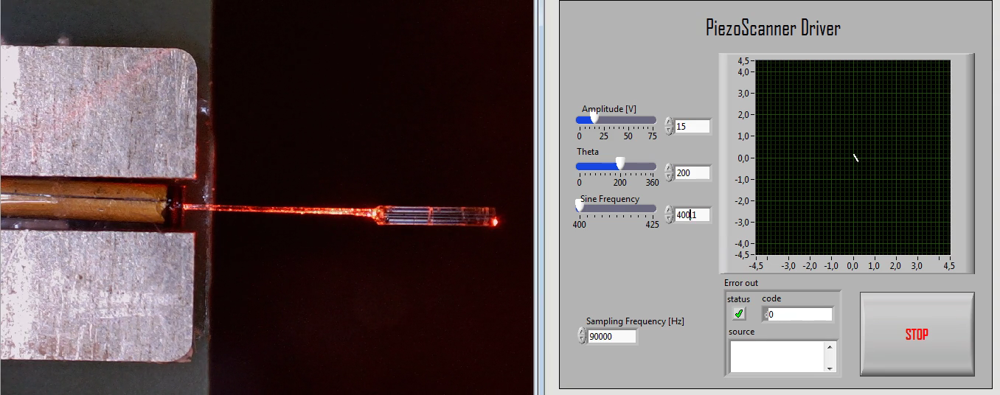 PiezoScanner Driver
Amplitude [V]
0 25 50 75
15
Theta
0 200 360
200
Sine Frequency
400 425
400,1
Sampling Frequency [Hz]
90000
4,5
4,0
3,0
2,0
1,0
0,0
-1,0
-2,0
-3,0
-4,0
-4,5
-4,5 -3,0 -2,0 -1,0 0,0 1,0 2,0 3,0 4,5
Error out
status code
d0
source
STOP